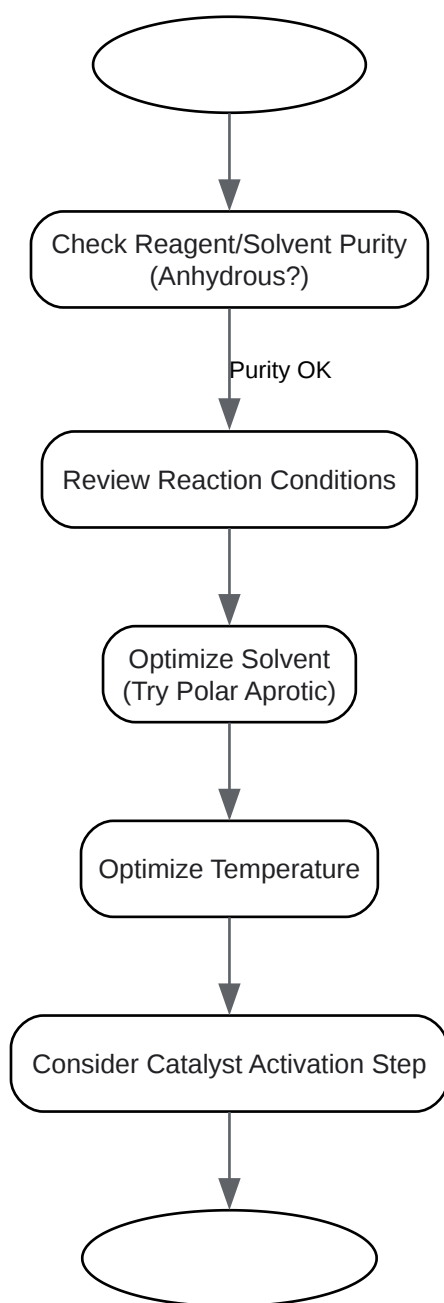 Check Reagent/Solvent Purity
(Anhydrous?)
Purity OK
Review Reaction Conditions
Optimize Solvent
(Try Polar Aprotic)
Optimize Temperature
Consider Catalyst Activation Step